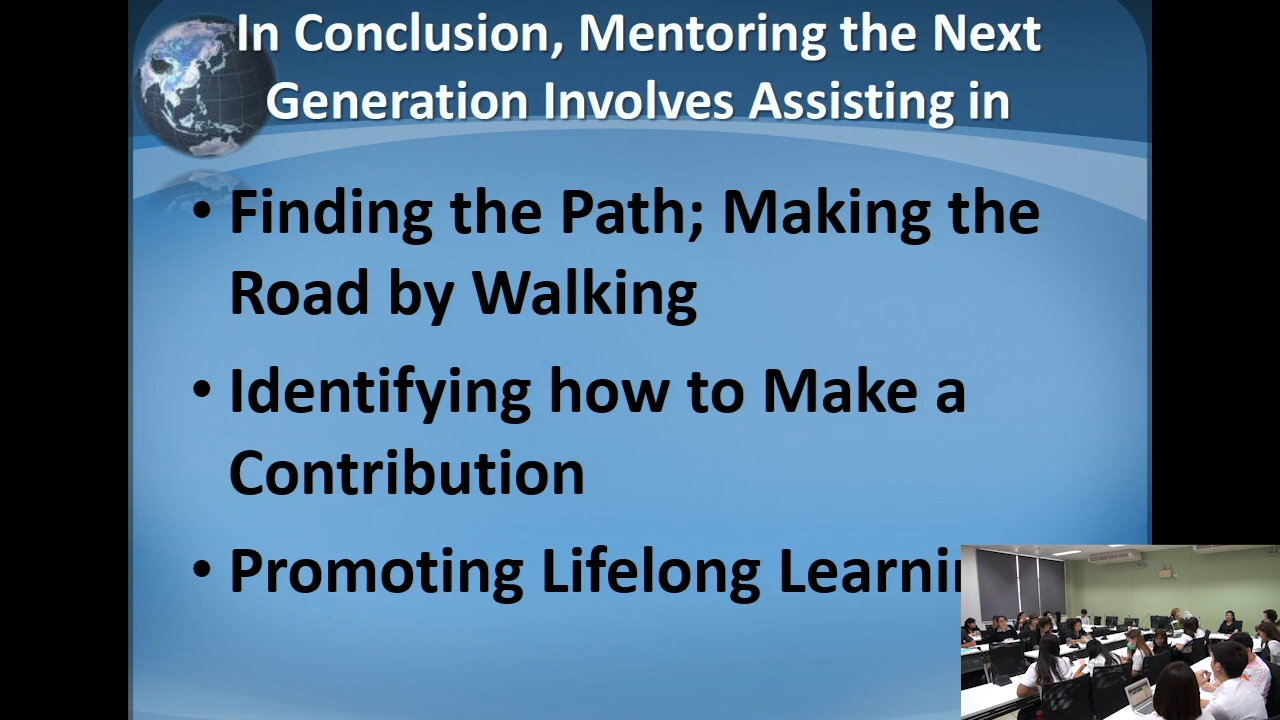 In Conclusion, Mentoring the Next
Generation Involves Assisting in
• Finding the Path; Making the
Road by Walking
• Identifying how to Make a
Contribution
• Promoting Lifelong Learnin